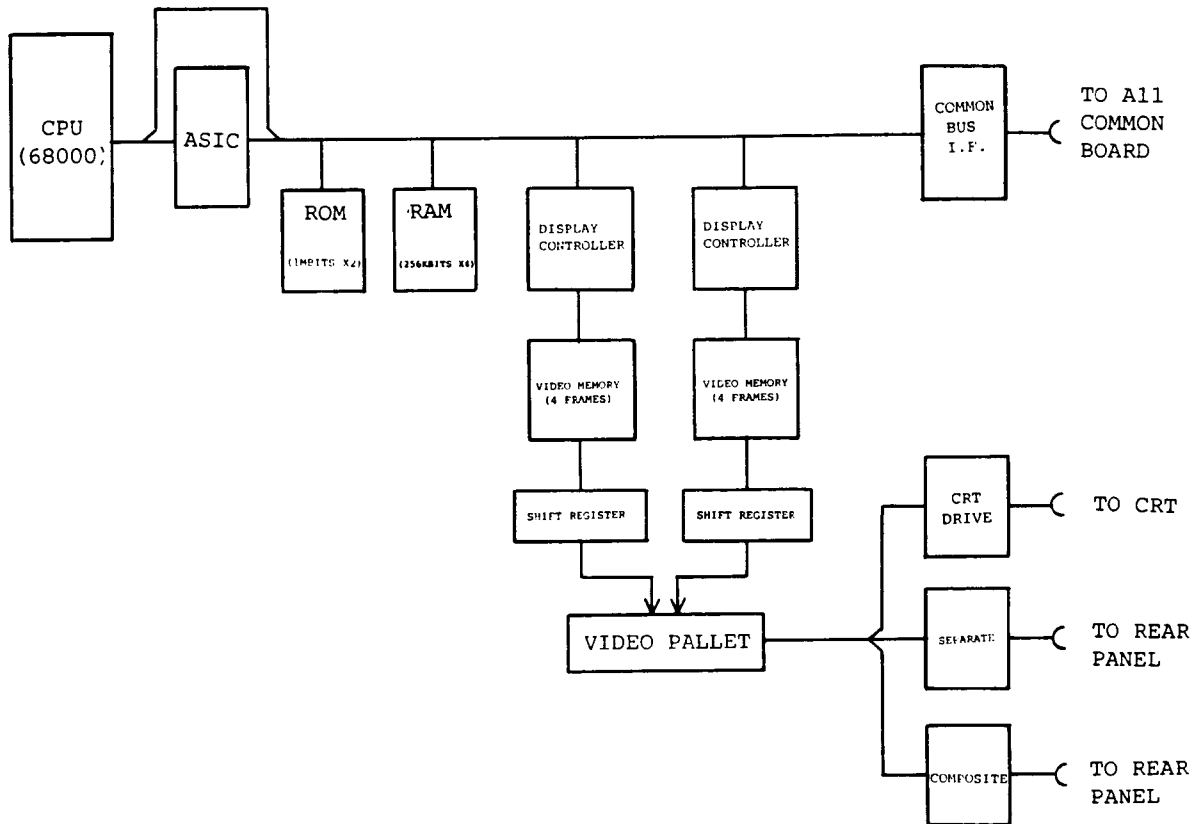 CPU
(68000)
ASIC
ROM
(1MBITS X2)
RAM
(256KBITS X4)
DISPLAY
CONTROLLER
DISPLAY
CONTROLLER
COMMON
BUS
I.F.
TO A11
COMMON
BOARD
VIDEO MEMORY
(4 FRAMES)
VIDEO MEMORY
(4 FRAMES)
SHIFT REGISTER
SHIFT REGISTER
VIDEO PALLET
CRT
DRIVE
TO CRT
SEPARATE
TO REAR
PANEL
COMPOSITE
TO REAR
PANEL